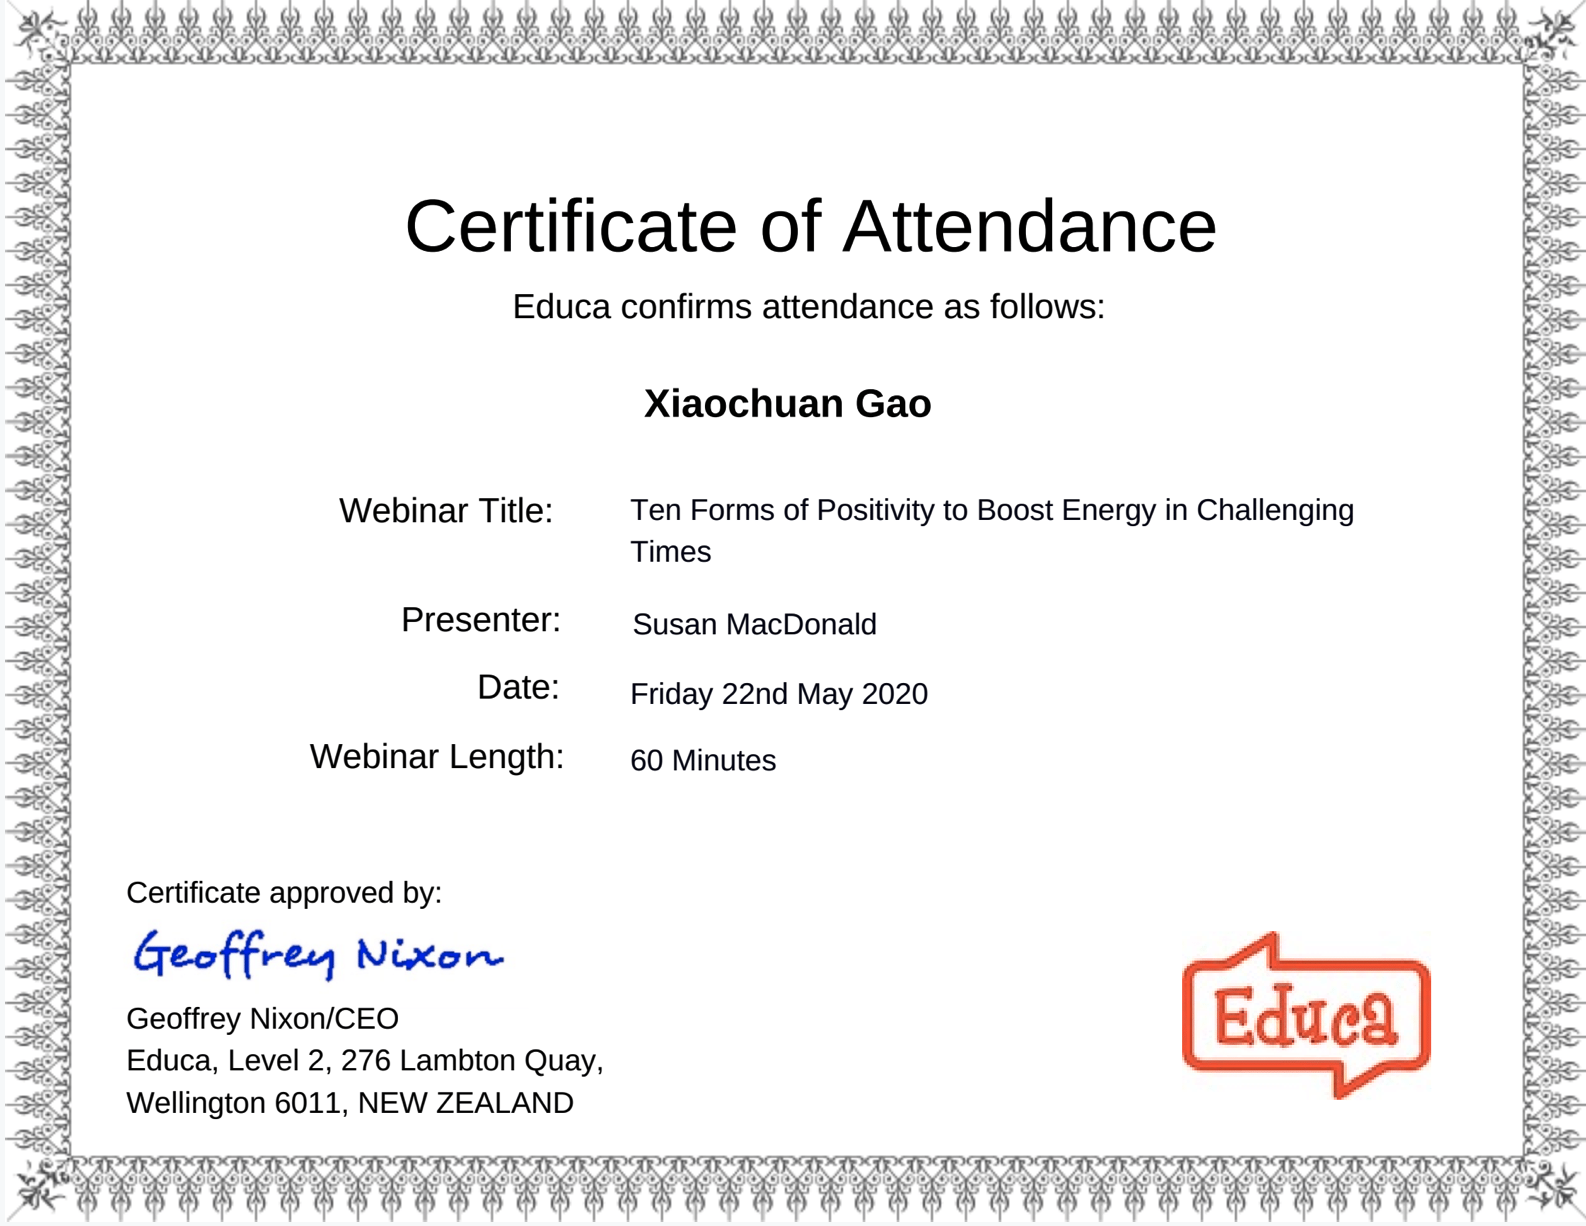 Certificate of Attendance
Educa confirms attendance as follows:
Xiaochuan Gao
Webinar Title: Ten Forms of Positivity to Boost Energy in Challenging
Times
Presenter: Susan MacDonald
Date: Friday 22nd May 2020
Webinar Length: 60 Minutes
Certificate approved by:
Geoffrey Nixon
Geoffrey Nixon/CEO
Educa, Level 2, 276 Lambton Quay,
Wellington 6011, NEW ZEALAND
Educa